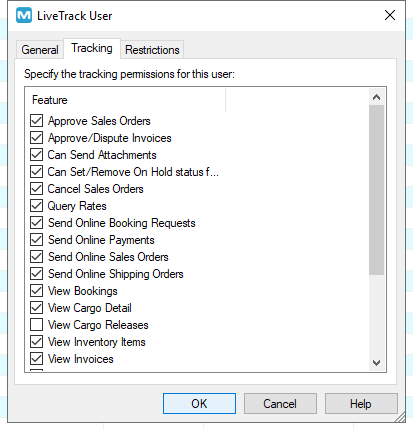 LiveTrack User
General
Tracking
Restrictions
Specify the tracking permissions for this user:
Feature
Approve Sales Orders
Approve/Dispute Invoices
Can Send Attachments
Can Set/Remove On Hold status f...
Cancel Sales Orders
Query Rates
Send Online Booking Requests
Send Online Payments
Send Online Sales Orders
Send Online Shipping Orders
View Bookings
View Cargo Detail
View Cargo Releases
View Inventory Items
View Invoices
OK
Cancel
Help